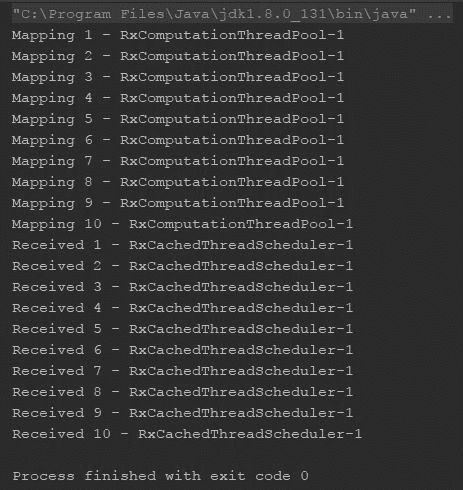 "C:\Program Files\Java\jdk1.8.0_131\bin\java" ...
Mapping 1 - RxComputationThreadPool-1
Mapping 2 - RxComputationThreadPool-1
Mapping 3 - RxComputationThreadPool-1
Mapping 4 - RxComputationThreadPool-1
Mapping 5 - RxComputationThreadPool-1
Mapping 6 - RxComputationThreadPool-1
Mapping 7 - RxComputationThreadPool-1
Mapping 8 - RxComputationThreadPool-1
Mapping 9 - RxComputationThreadPool-1
Mapping 10 - RxComputationThreadPool-1
Received 1 - RxCachedThreadScheduler-1
Received 2 - RxCachedThreadScheduler-1
Received 3 - RxCachedThreadScheduler-1
Received 4 - RxCachedThreadScheduler-1
Received 5 - RxCachedThreadScheduler-1
Received 6 - RxCachedThreadScheduler-1
Received 7 - RxCachedThreadScheduler-1
Received 8 - RxCachedThreadScheduler-1
Received 9 - RxCachedThreadScheduler-1
Received 10 - RxCachedThreadScheduler-1
Process finished with exit code 0